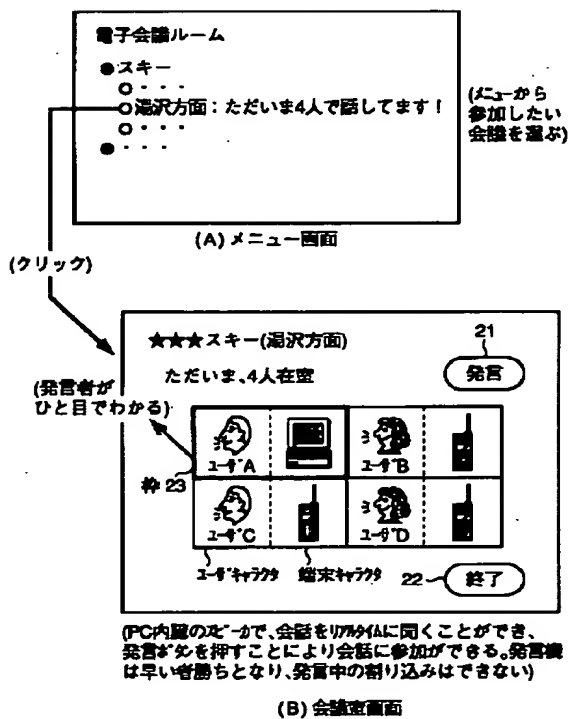 電子会議ルーム
●スキー
○・・・
○湯沢方面：ただいま4人で話してます！
○・・・
●・・・
(メニューから
参加したい
会議を選ぶ)
(A) メニュー画面
(クリック)
★★★スキー(湯沢方面)
21
ただいま、4人在室
発言
(発言者が
ひと目でわかる)
ユーザA
ユーザB
枠 23
ユーザC
ユーザD
ユーザキャラクタ 端末キャラクタ 22
終了
(PC内臓のスピーカで、会話をリアルタイムに聞くことができ、
発言ボタンを押すことにより会話に参加ができる。発言機
は早い者勝ちとなり、発言中の割り込みはできない)
(B) 会議室画面